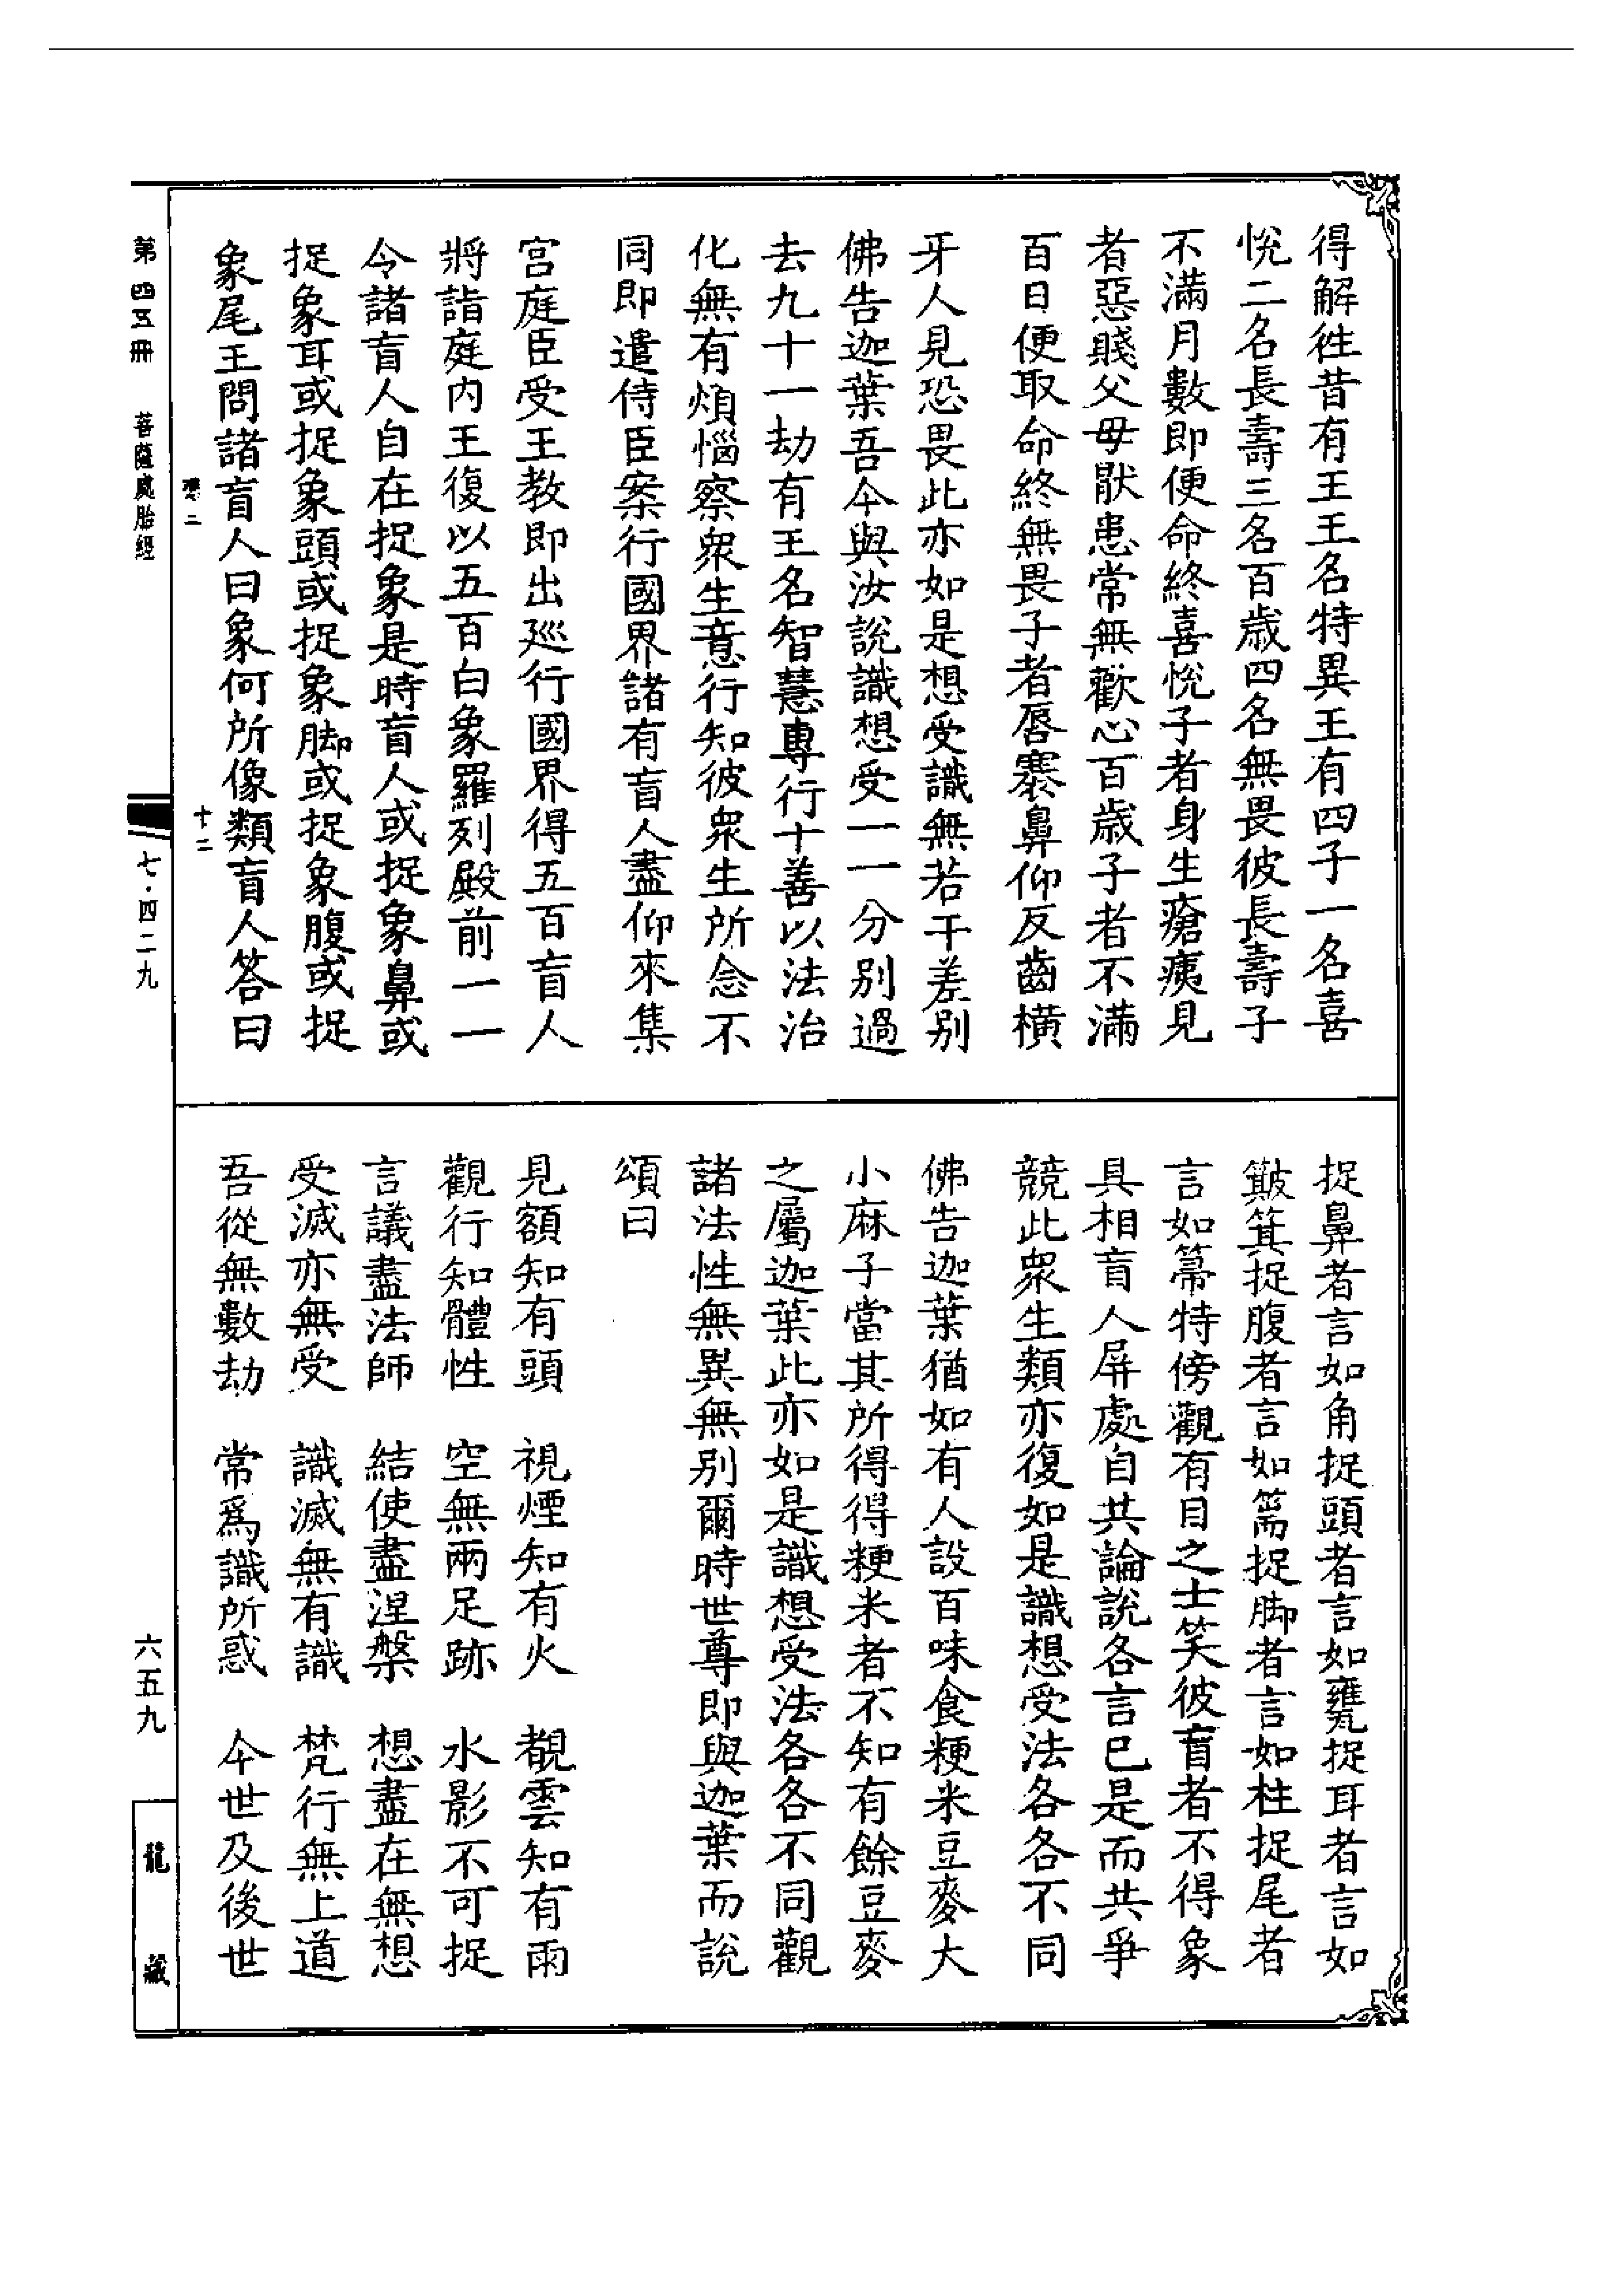 得解往昔有王王名特異王有四子一名喜
悅二名長壽三名百歲四名無畏彼長壽子
不滿月數即便命終喜悅子者身生瘡痍見
者惡賤父母猒患常無歡心百歲子者不滿
百日便取命終無畏子者脣褰鼻仰反齒橫
牙人見恐畏此亦如是想受識無若干差別
佛告迦葉吾今與汝說識想受一一分別過
去九十一劫有王名智慧專行十善以法治
化無有煩惱察衆生意行知彼衆生所念不
同即遣侍臣案行國界諸有盲人盡仰來集
宮庭臣受王教即出巡行國界得五百盲人
將詣庭內王復以五百白象羅列殿前一一
令諸盲人自在捉象是時盲人或捉象鼻或
捉象耳或捉象頭或捉象脚或捉象腹或捉
象尾王問諸盲人曰象何所像類盲人答曰
捉鼻者言如角捉頭者言如甕捉耳者言如
簸箕捉腹者言如篅捉脚者言如柱捉尾者
言如箒特傍觀有目之士笑彼盲者不得象
具相盲人屏處自共論說各言已是而共爭
競此衆生類亦復如是識想受法各各不同
佛告迦葉猶如有人設百味食粳米豆麥大
小麻子當其所得得粳米者不知有餘豆麥
之屬迦葉此亦如是識想受法各各不同觀
諸法性無異無別爾時世尊即與迦葉而說
頌曰
見額知有頭　視煙知有火　覩雲知有雨
觀行知體性　空無兩足跡　水影不可捉
言議盡法師　結使盡涅槃　想盡在無想
受滅亦無受　識滅無有識　梵行無上道
吾從無數劫　常爲識所惑　今世及後世
十二
第四五冊　菩薩處胎經
七·四二九
六五九
龍藏